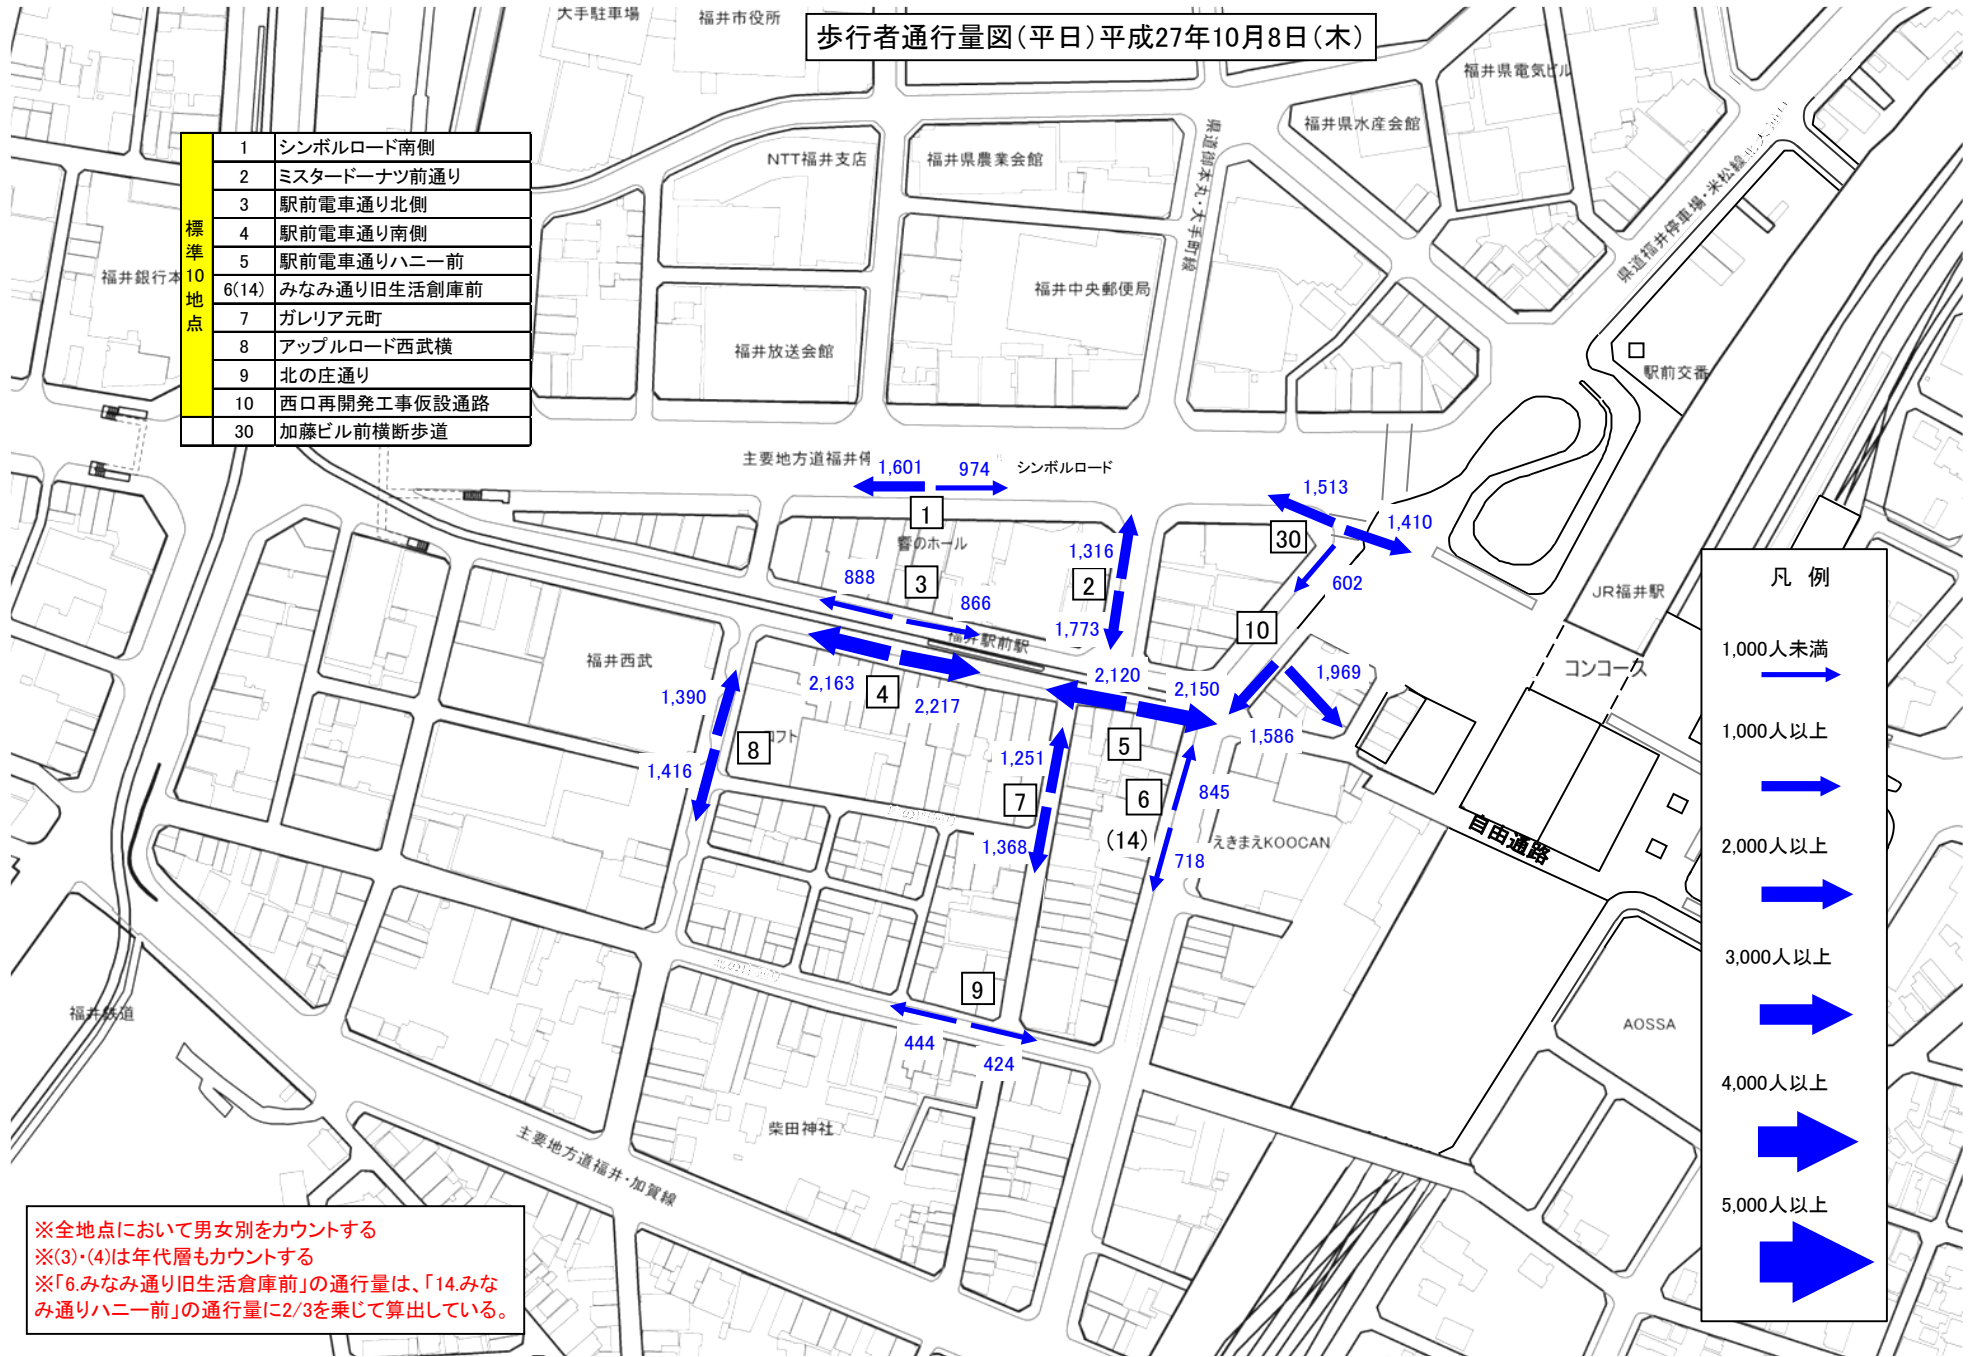 大手駐車場
福井市役所
歩行者通行量図(平日)平成27年10月8日(木)
福井県電気ビル
福井県水産会館
県道福井停車場・米松線
県道御本丸・大手町線
NTT福井支店
福井県農業会館
標準10地点
1 シンボルロード南側
2 ミスタードーナツ前通り
3 駅前電車通り北側
4 駅前電車通り南側
5 駅前電車通りハニー前
6(14) みなみ通り旧生活創庫前
7 ガレリア元町
8 アップルロード西武横
9 北の庄通り
10 西口再開発工事仮設通路
30 加藤ビル前横断歩道
福井銀行本
福井中央郵便局
福井放送会館
駅前交番
主要地方道福井停
シンボルロード
1,601
974
1
響のホール
1,513
1,410
30
602
1,316
2
1,773
888
3
866
福井駅前駅
10
JR福井駅
コンコース
福井西武
2,163
4
2,217
2,120
2,150
1,969
1,586
1,390
8
ロフト
1,416
5
1,251
7
1,368
6
(14)
845
718
えきまえKOOCAN
自由通路
9
444
424
福井鉄道
柴田神社
主要地方道福井・加賀線
AOSSA
凡 例
1,000人未満
1,000人以上
2,000人以上
3,000人以上
4,000人以上
5,000人以上
※全地点において男女別をカウントする
※(3)・(4)は年代層もカウントする
※「6.みなみ通り旧生活倉庫前」の通行量は、「14.みな
み通りハニー前」の通行量に2/3を乗じて算出している。